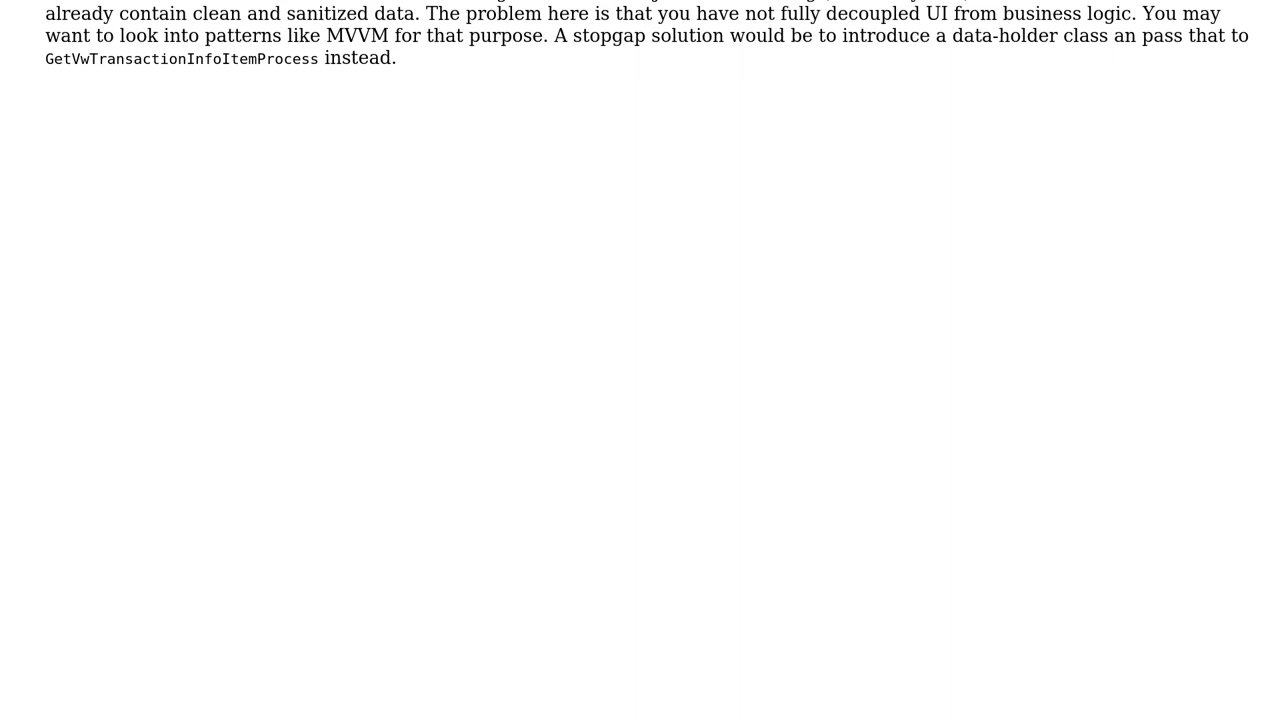 already contain clean and sanitized data. The problem here is that you have not fully decoupled UI from business logic. You may
want to look into patterns like MVVM for that purpose. A stopgap solution would be to introduce a data-holder class an pass that to
GetVwTransactionInfoItemProcess instead.